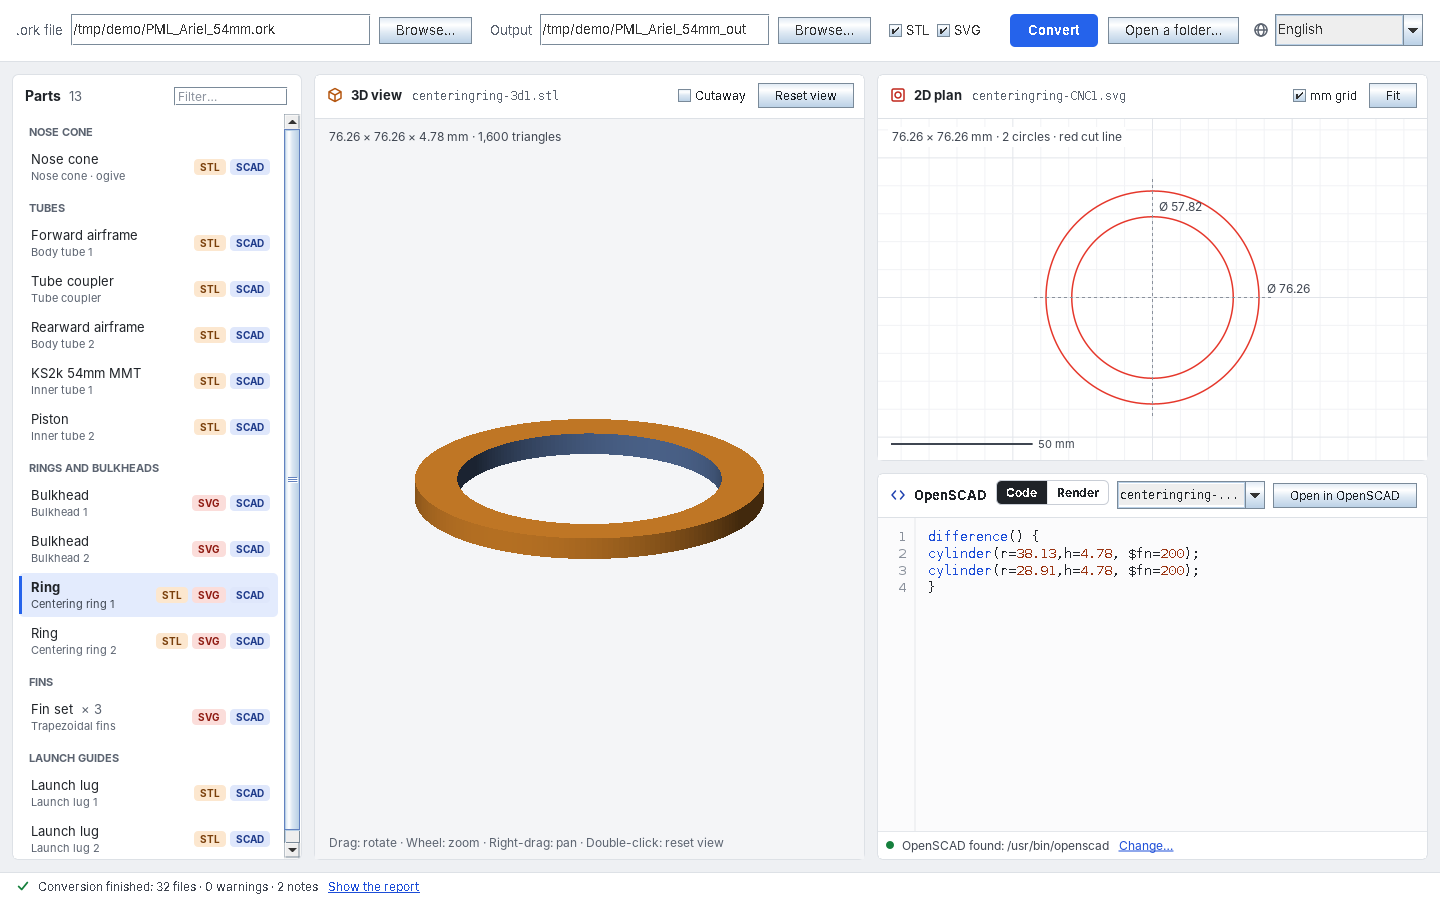 .ork file /tmp/demo/PML_Ariel_54mm.ork Browse... Output /tmp/demo/PML_Ariel_54mm_out Browse... STL SVG Convert Open a folder... English
Parts 13 Filter...
NOSE CONE
Nose cone STL SCAD
Nose cone · ogive
TUBES
Forward airframe STL SCAD
Body tube 1
Tube coupler STL SCAD
Tube coupler
Rearward airframe STL SCAD
Body tube 2
KS2k 54mm MMT STL SCAD
Inner tube 1
Piston STL SCAD
Inner tube 2
RINGS AND BULKHEADS
Bulkhead SVG SCAD
Bulkhead 1
Bulkhead SVG SCAD
Bulkhead 2
Ring STL SVG SCAD
Centering ring 1
Ring STL SVG SCAD
Centering ring 2
FINS
Fin set × 3 SVG SCAD
Trapezoidal fins
LAUNCH GUIDES
Launch lug STL SCAD
Launch lug 1
Launch lug STL SCAD
Launch lug 2
3D view centeringring-3d1.stl Cutaway Reset view
76.26 × 76.26 × 4.78 mm · 1,600 triangles
Drag: rotate · Wheel: zoom · Right-drag: pan · Double-click: reset view
2D plan centeringring-CNC1.svg mm grid Fit
76.26 × 76.26 mm · 2 circles · red cut line
Ø 57.82
Ø 76.26
50 mm
OpenSCAD Code Render centeringring-... Open in OpenSCAD
1 difference() {
2 cylinder(r=38.13,h=4.78, $fn=200);
3 cylinder(r=28.91,h=4.78, $fn=200);
4 }
OpenSCAD found: /usr/bin/openscad Change...
Conversion finished: 32 files · 0 warnings · 2 notes Show the report